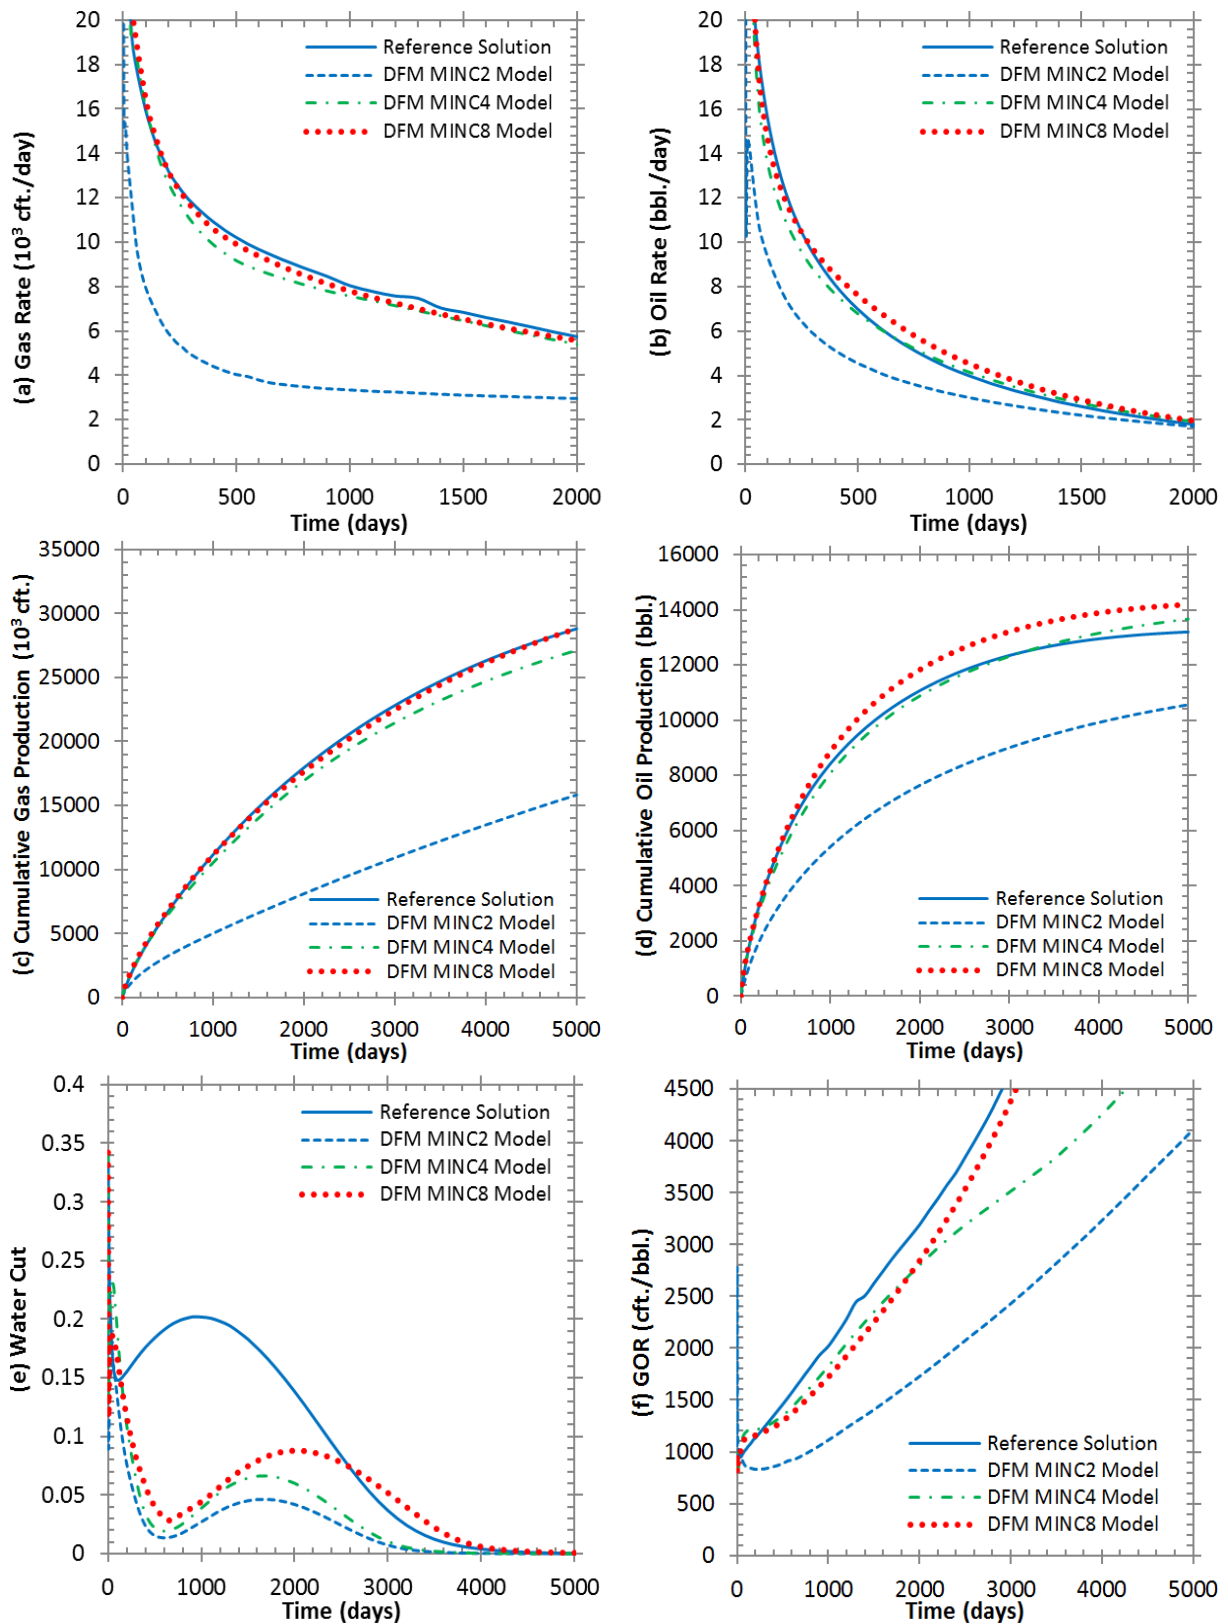 20
18
16
14
12
10
8
6
4
2
0
(a) Gas Rate (10³ cft./day)
Reference Solution
DFM MINC2 Model
DFM MINC4 Model
DFM MINC8 Model
0 500 1000 1500 2000
Time (days)
20
18
16
14
12
10
8
6
4
2
0
(b) Oil Rate (bbl./day)
Reference Solution
DFM MINC2 Model
DFM MINC4 Model
DFM MINC8 Model
0 500 1000 1500 2000
Time (days)
35000
30000
25000
20000
15000
10000
5000
0
(c) Cumulative Gas Production (10³ cft.)
Reference Solution
DFM MINC2 Model
DFM MINC4 Model
DFM MINC8 Model
0 1000 2000 3000 4000 5000
Time (days)
16000
14000
12000
10000
8000
6000
4000
2000
0
(d) Cumulative Oil Production (bbl.)
Reference Solution
DFM MINC2 Model
DFM MINC4 Model
DFM MINC8 Model
0 1000 2000 3000 4000 5000
Time (days)
0.4
0.35
0.3
0.25
0.2
0.15
0.1
0.05
0
(e) Water Cut
Reference Solution
DFM MINC2 Model
DFM MINC4 Model
DFM MINC8 Model
0 1000 2000 3000 4000 5000
Time (days)
4500
4000
3500
3000
2500
2000
1500
1000
500
0
(f) GOR (cft./bbl.)
Reference Solution
DFM MINC2 Model
DFM MINC4 Model
DFM MINC8 Model
0 1000 2000 3000 4000 5000
Time (days)